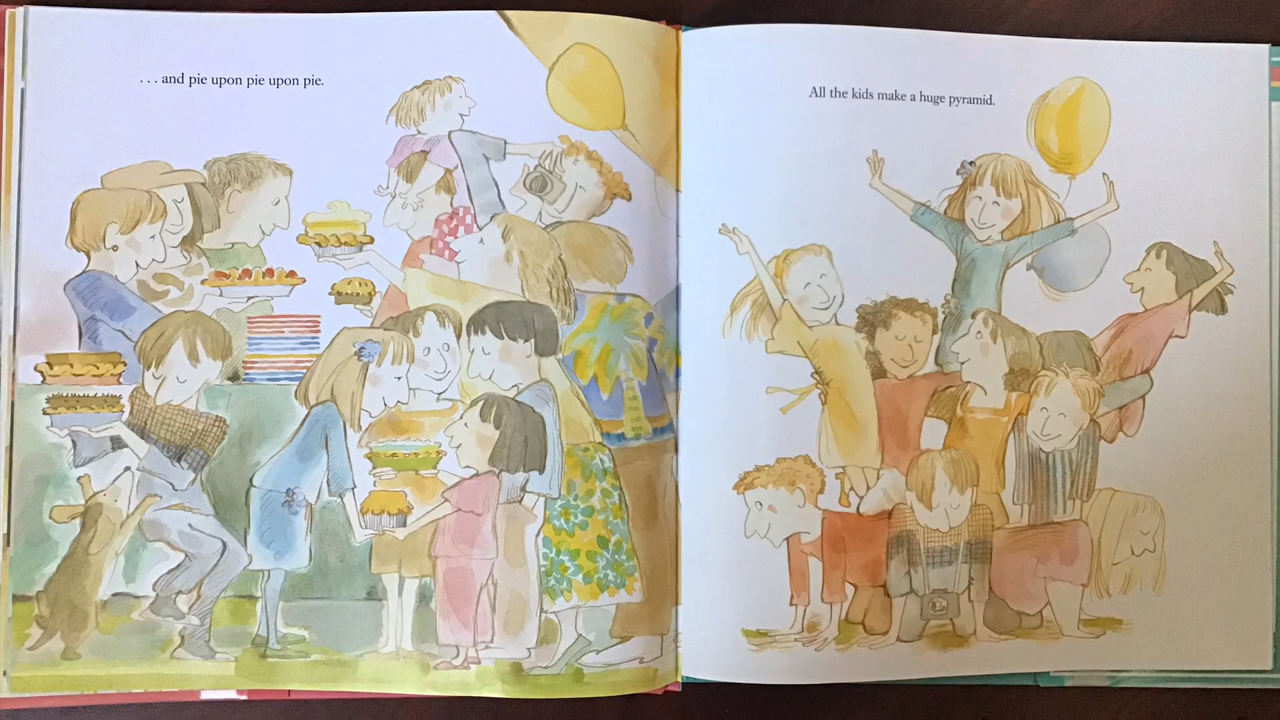 . . . and pie upon pie upon pie.
All the kids make a huge pyramid.